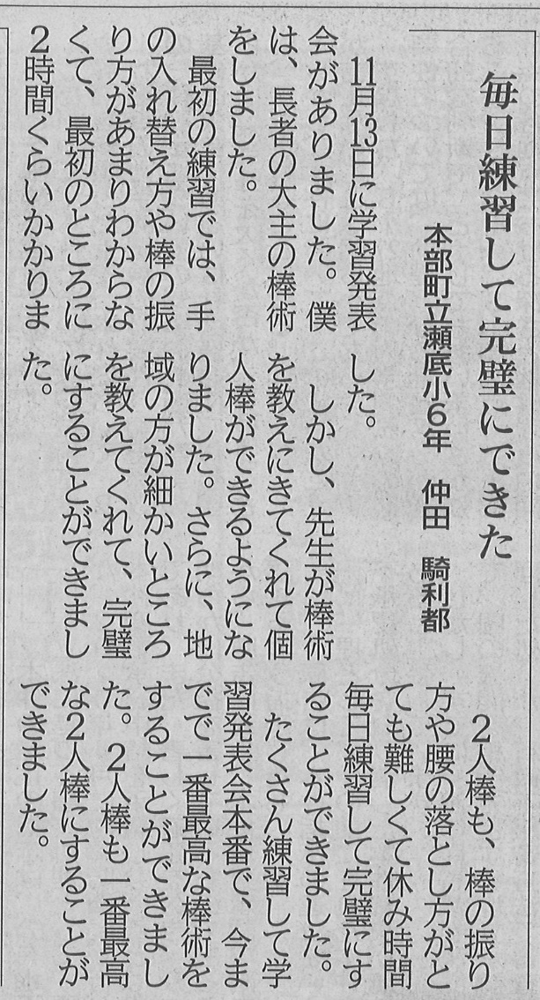 毎日練習して完璧にできた
本部町立瀬底小６年　仲田　騎利都
　11月13日に学習発表
会がありました。僕
は、長者の大主の棒術
をしました。
　最初の練習では、手
の入れ替え方や棒の振
り方があまりわからな
くて、最初のところに
２時間くらいかかりま
した。
　しかし、先生が棒術
を教えにきてくれて個
人棒ができるようにな
りました。さらに、地
域の方が細かいところ
を教えてくれて、完璧
にすることができまし
た。
　２人棒も、棒の振り
方や腰の落とし方がと
ても難しくて休み時間
毎日練習して完璧にす
ることができました。
　たくさん練習して学
習発表会本番で、今ま
でで一番最高な棒術を
することができまし
た。２人棒も一番最高
な２人棒にすることが
できました。